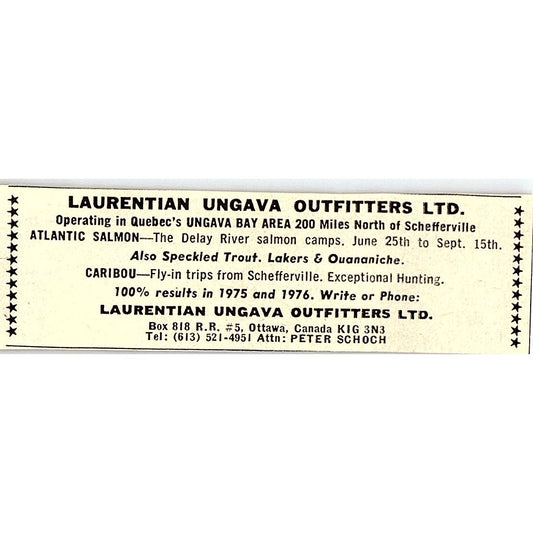 LAURENTIAN UNGAVA OUTFITTERS LTD.
Operating in Quebec's UNGAVA BAY AREA 200 Miles North of Schefferville
ATLANTIC SALMON—The Delay River salmon camps. June 25th to Sept. 15th.
Also Speckled Trout. Lakers & Ouananiche.
CARIBOU—Fly-in trips from Schefferville. Exceptional Hunting.
100% results in 1975 and 1976. Write or Phone:
LAURENTIAN UNGAVA OUTFITTERS LTD.
Box 818 R.R. #5, Ottawa, Canada K1G 3N3
Tel: (613) 521-4951 Attn: PETER SCHOCH